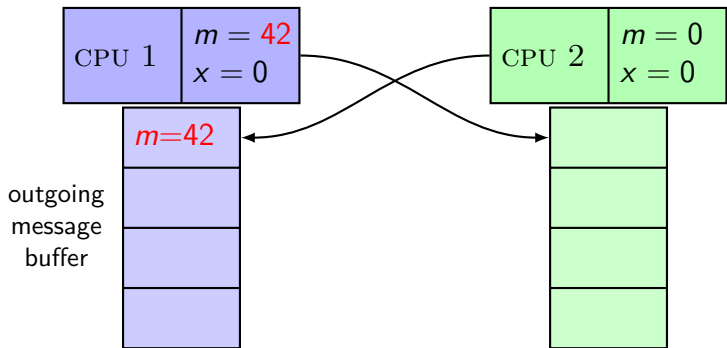 CPU 1
m = 42
x = 0
CPU 2
m = 0
x = 0
m=42
outgoing
message
buffer